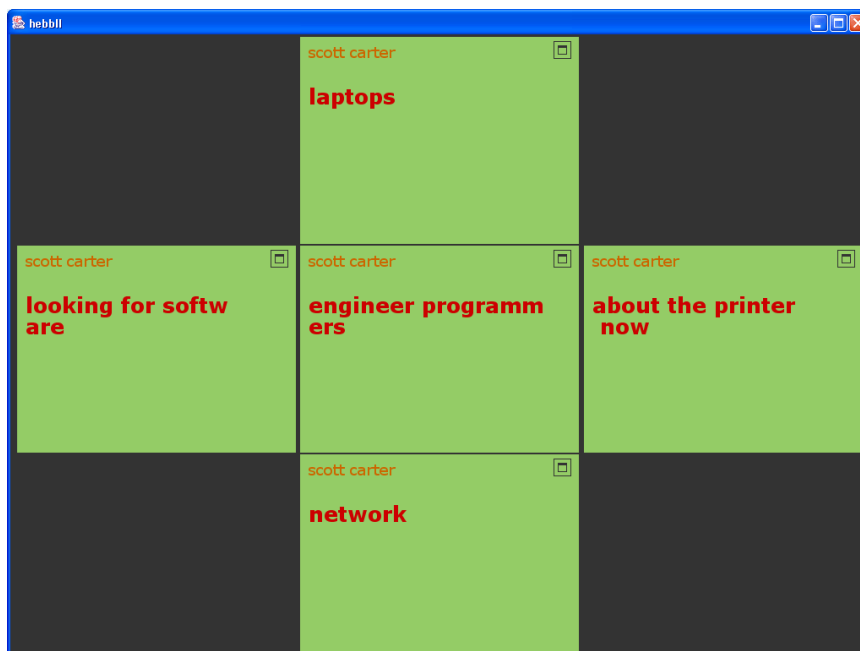 hebbll
scott carter
laptops
scott carter
looking for softw
are
scott carter
engineer programm
ers
scott carter
about the printer
now
scott carter
network